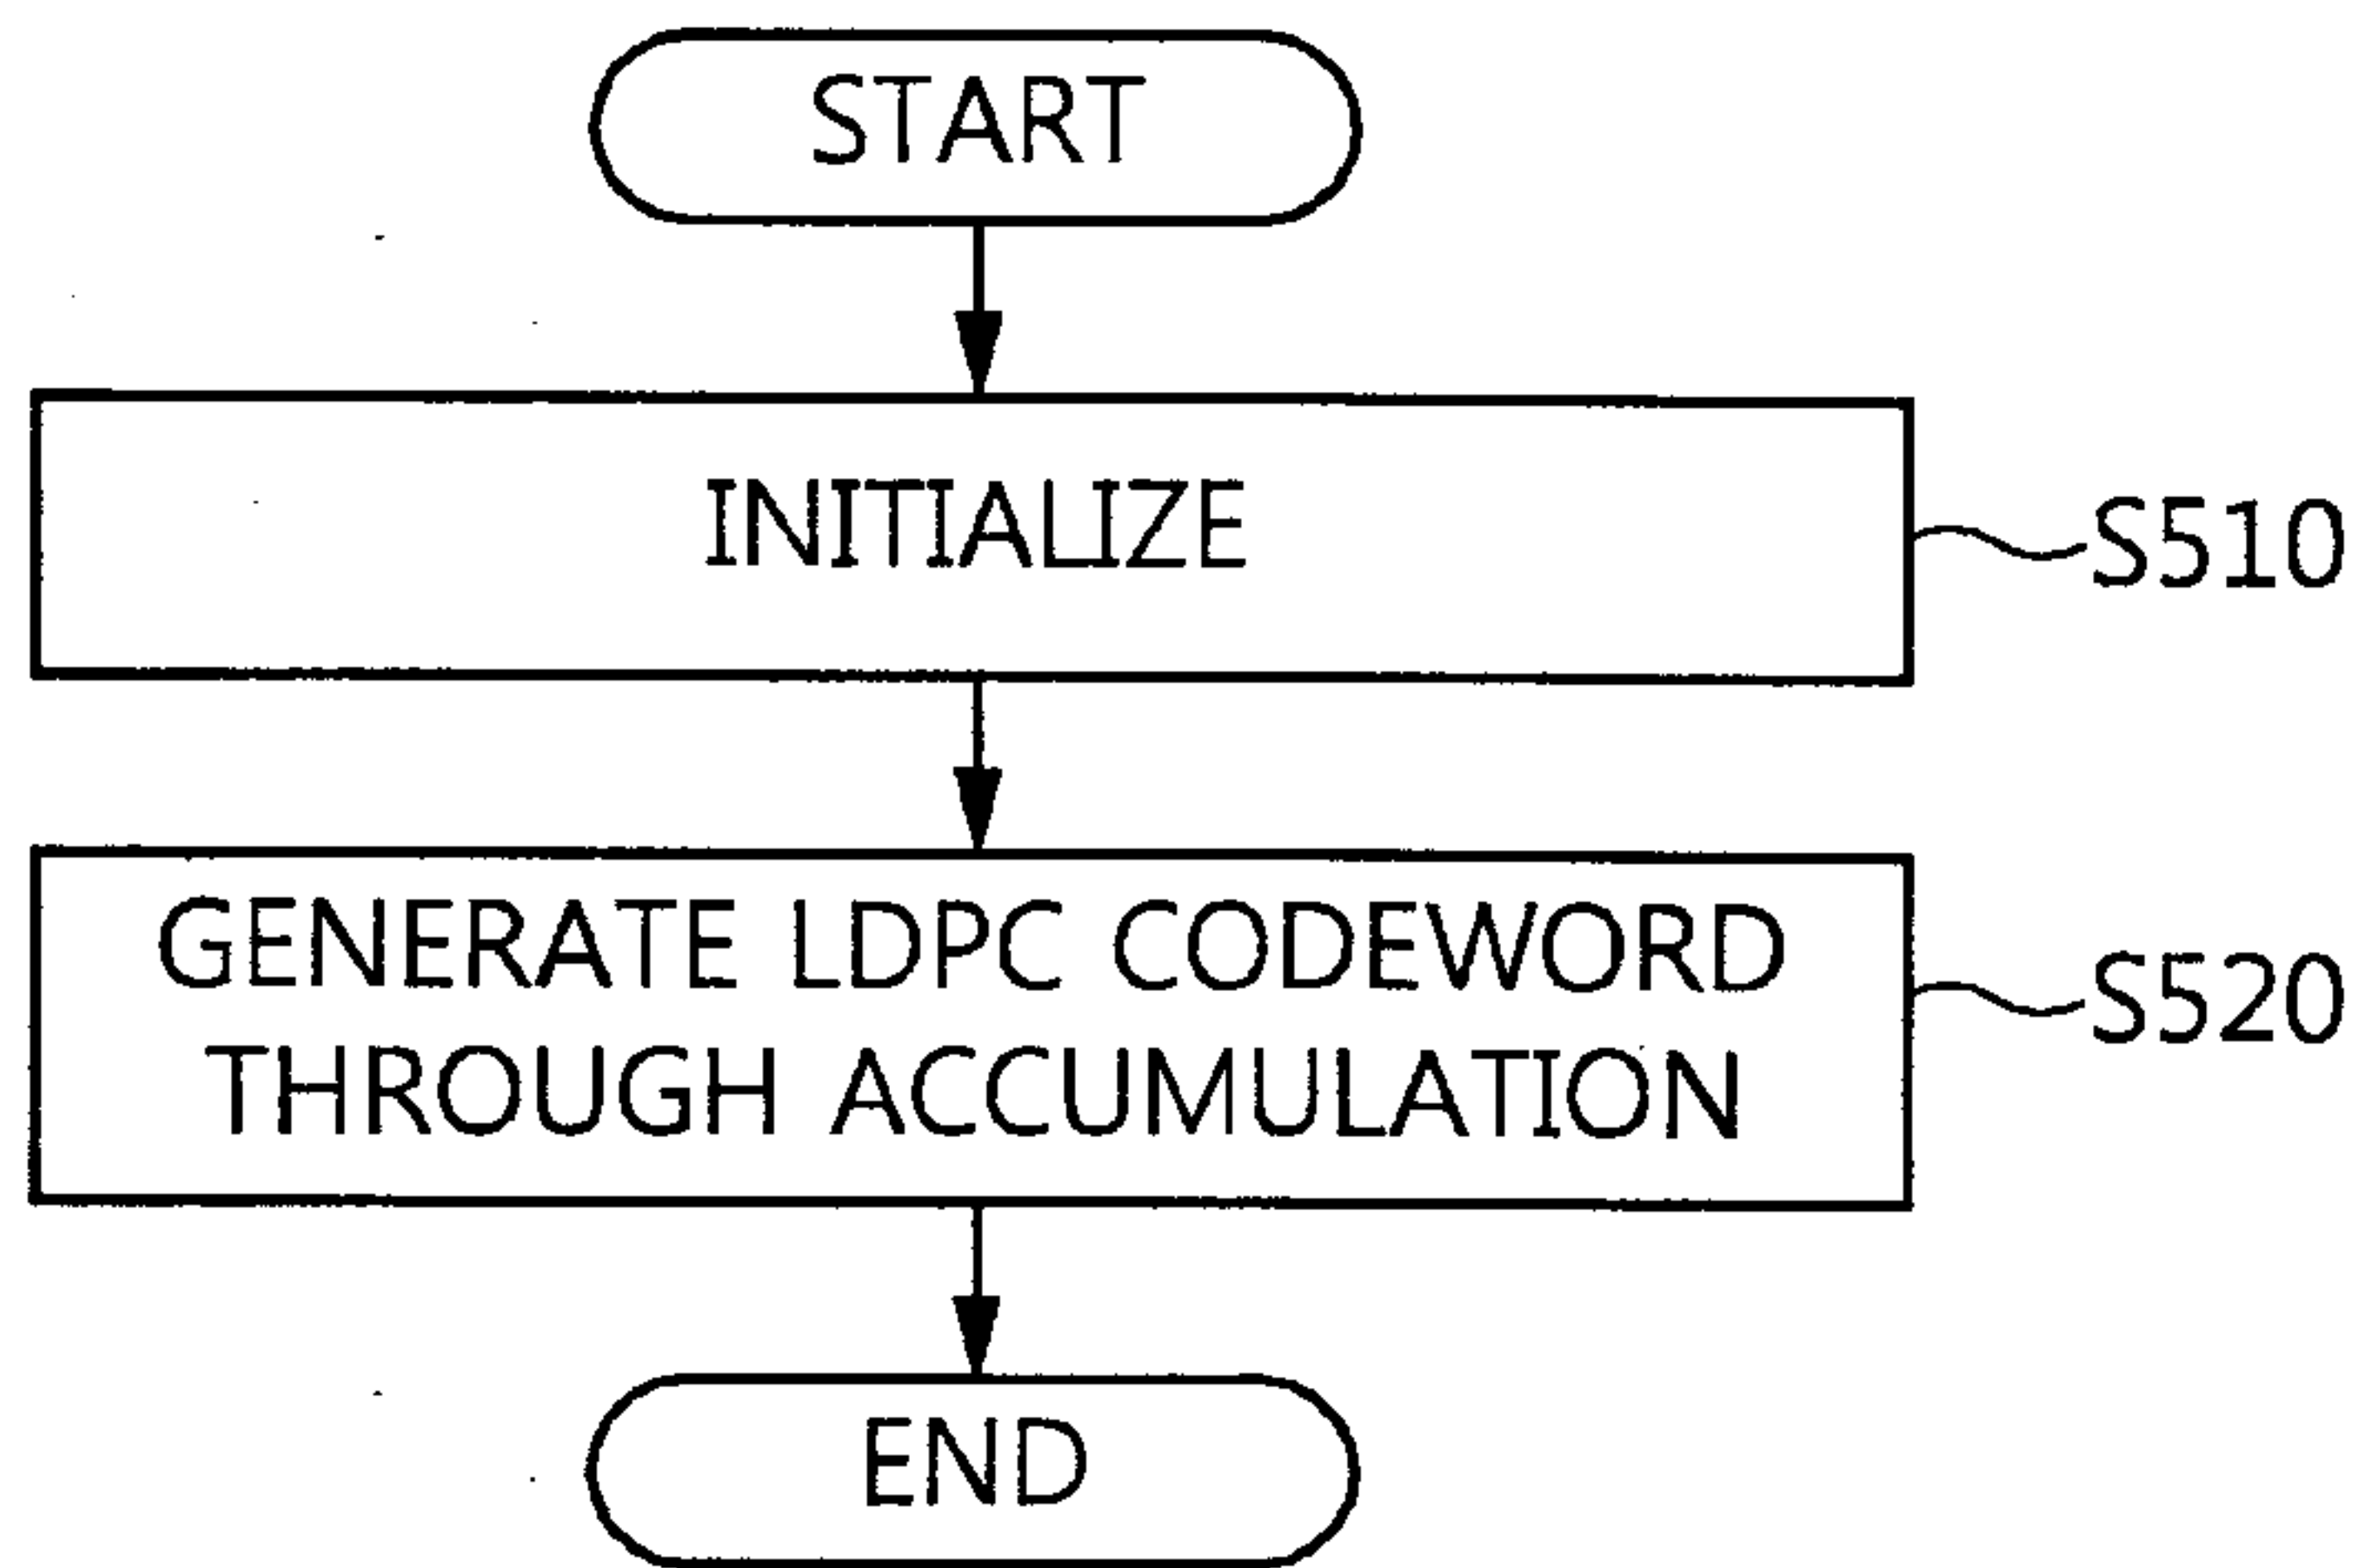 START
INITIALIZE
S510
GENERATE LDPC CODEWORD
THROUGH ACCUMULATION
S520
END